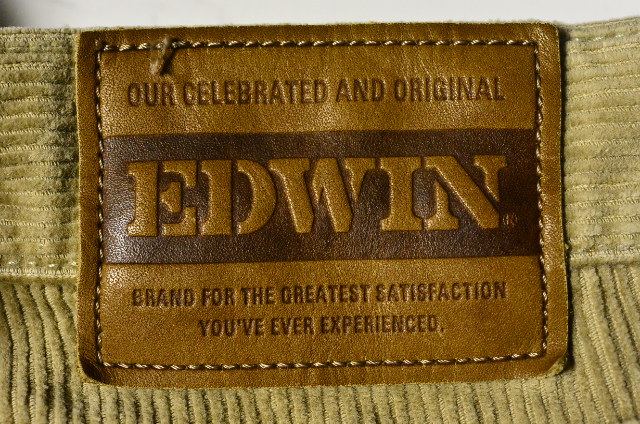 OUR CELEBRATED AND ORIGINAL
EDWIN
BRAND FOR THE GREATEST SATISFACTION
YOU'VE EVER EXPERIENCED.